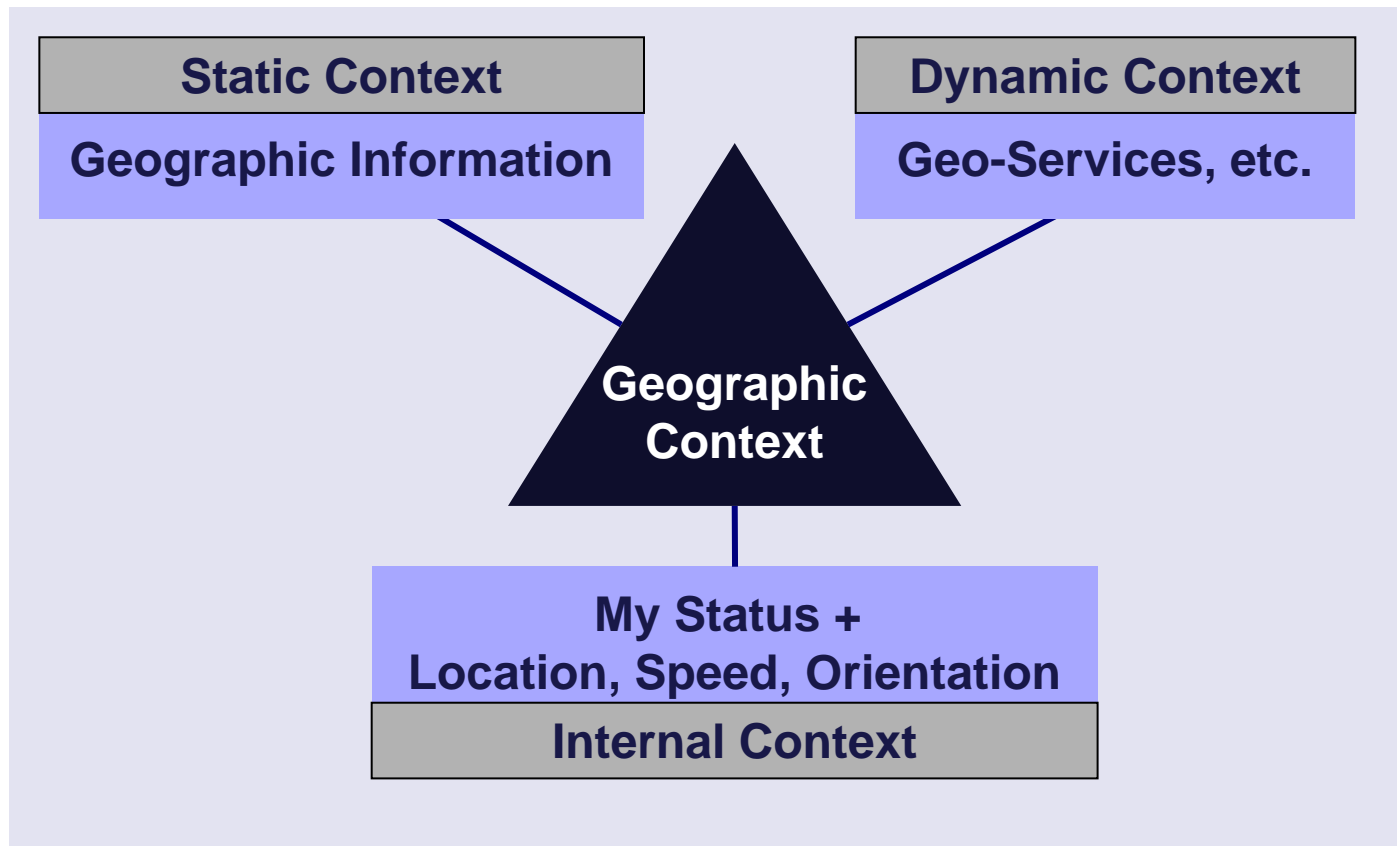 Static Context
Geographic Information
Dynamic Context
Geo-Services, etc.
Geographic
Context
My Status +
Location, Speed, Orientation
Internal Context